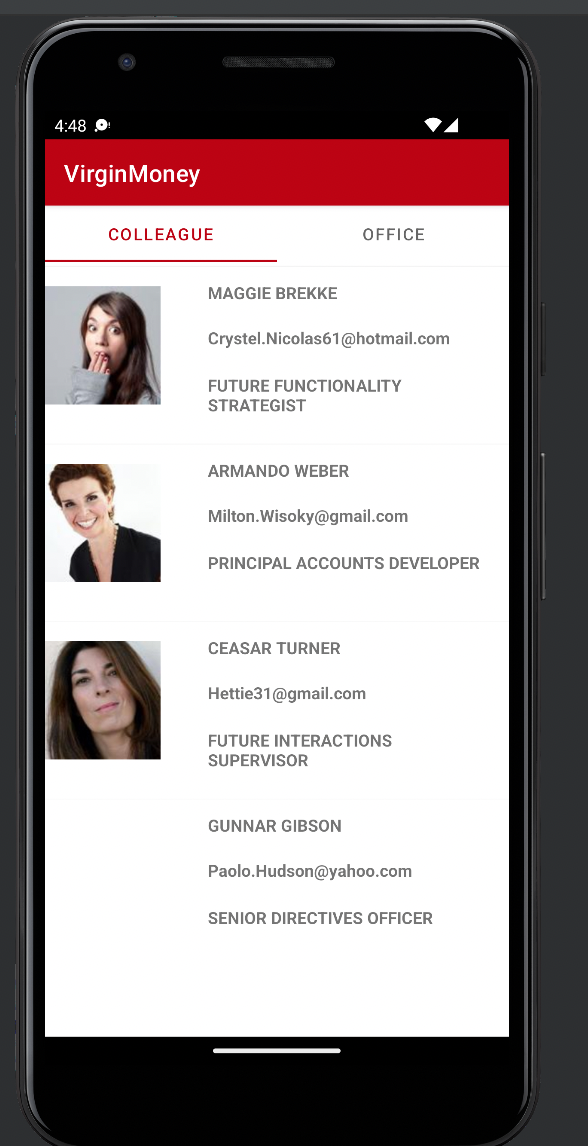 4:48
VirginMoney
COLLEAGUE OFFICE
MAGGIE BREKKE
Crystel.Nicolas61@hotmail.com
FUTURE FUNCTIONALITY
STRATEGIST
ARMANDO WEBER
Milton.Wisoky@gmail.com
PRINCIPAL ACCOUNTS DEVELOPER
CEASAR TURNER
Hettie31@gmail.com
FUTURE INTERACTIONS
SUPERVISOR
GUNNAR GIBSON
Paolo.Hudson@yahoo.com
SENIOR DIRECTIVES OFFICER